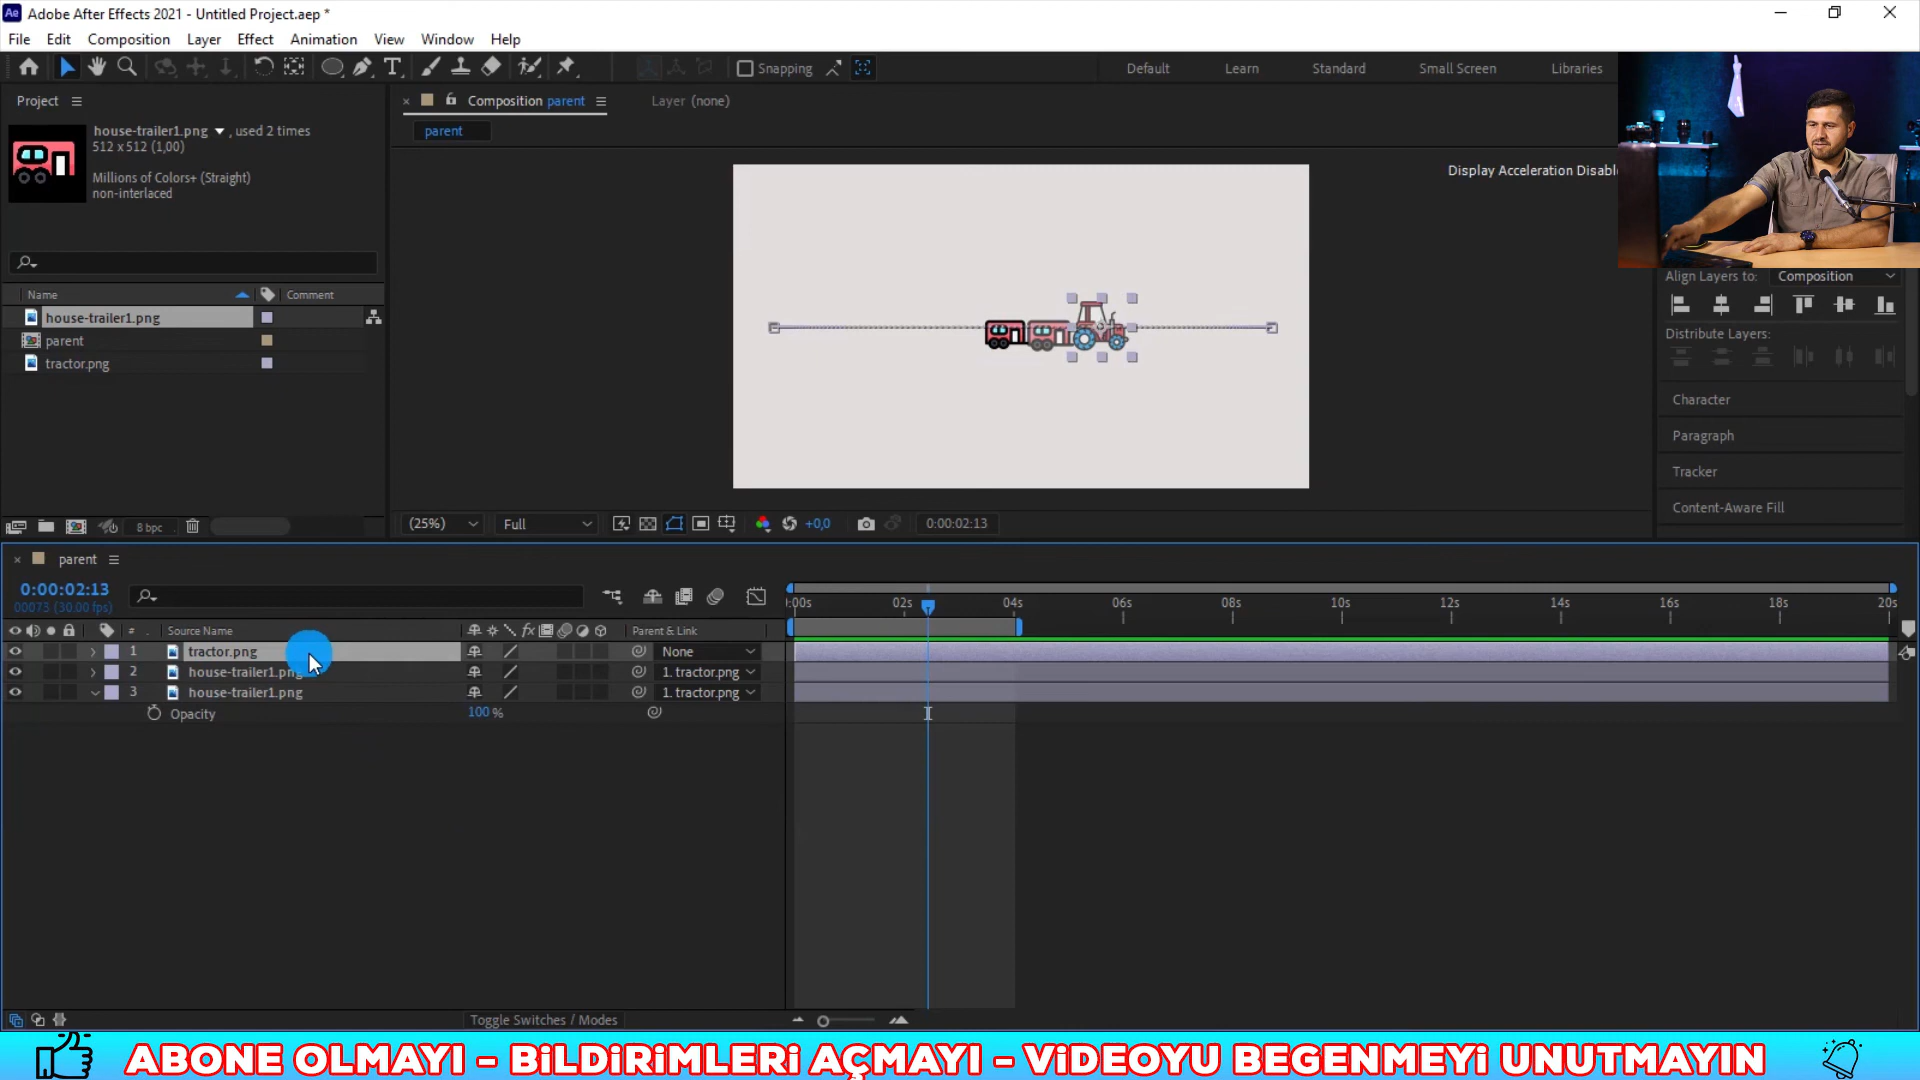 Ae Adobe After Effects 2021 - Untitled Project.aep *
File Edit Composition Layer Effect Animation View Window Help
Snapping Default Learn Standard Small Screen Libraries
Project
house-trailer1.png , used 2 times
512 x 512 (1,00)
Millions of Colors+ (Straight)
non-interlaced
Name Comment
house-trailer1.png
parent
tractor.png
8 bpc
Composition parent Layer (none)
parent
Display Acceleration Disable
(25%) Full +0,0 0:00:02:13
Align Layers to: Composition
Distribute Layers:
Character
Paragraph
Tracker
Content-Aware Fill
parent
0:00:02:13
00073 (30.00 fps)
:00s 02s 04s 06s 08s 10s 12s 14s 16s 18s 20s
# . Source Name fx Parent & Link
1 tractor.png None
2 house-trailer1.png 1. tractor.png
3 house-trailer1.png 1. tractor.png
Opacity 100 %
Toggle Switches / Modes
ABONE OLMAYI - BiLDiRiMLERi AÇMAYI - ViDEOYU BEGENMEYi UNUTMAYIN